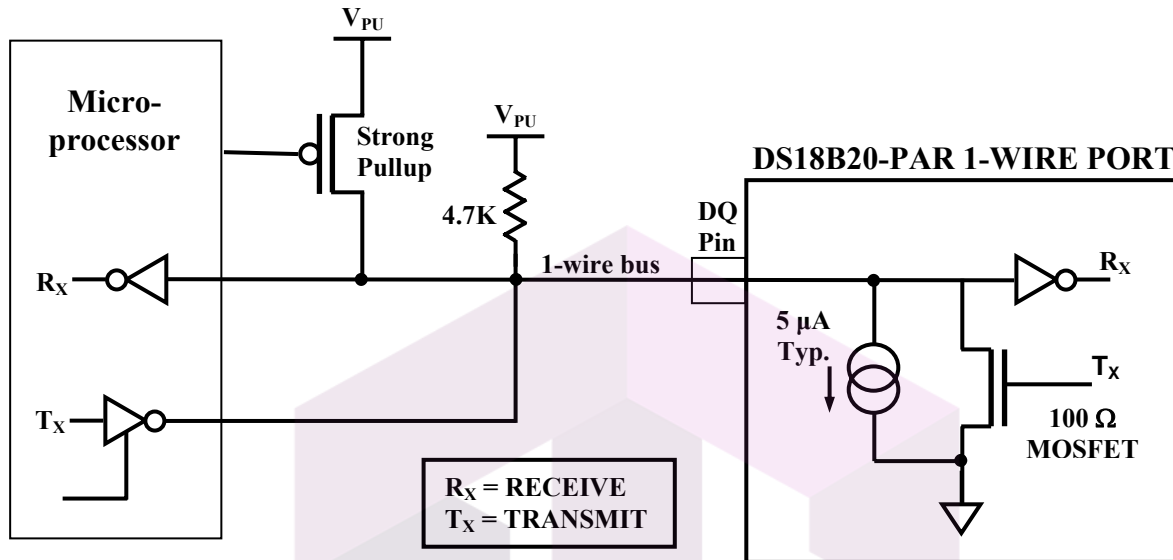 V_PU
Micro-
processor
Strong
Pullup
V_PU
4.7K
DS18B20-PAR 1-WIRE PORT
DQ
Pin
1-wire bus
R_X
R_X
5 µA
Typ.
T_X
T_X
100 Ω
MOSFET
R_X = RECEIVE
T_X = TRANSMIT